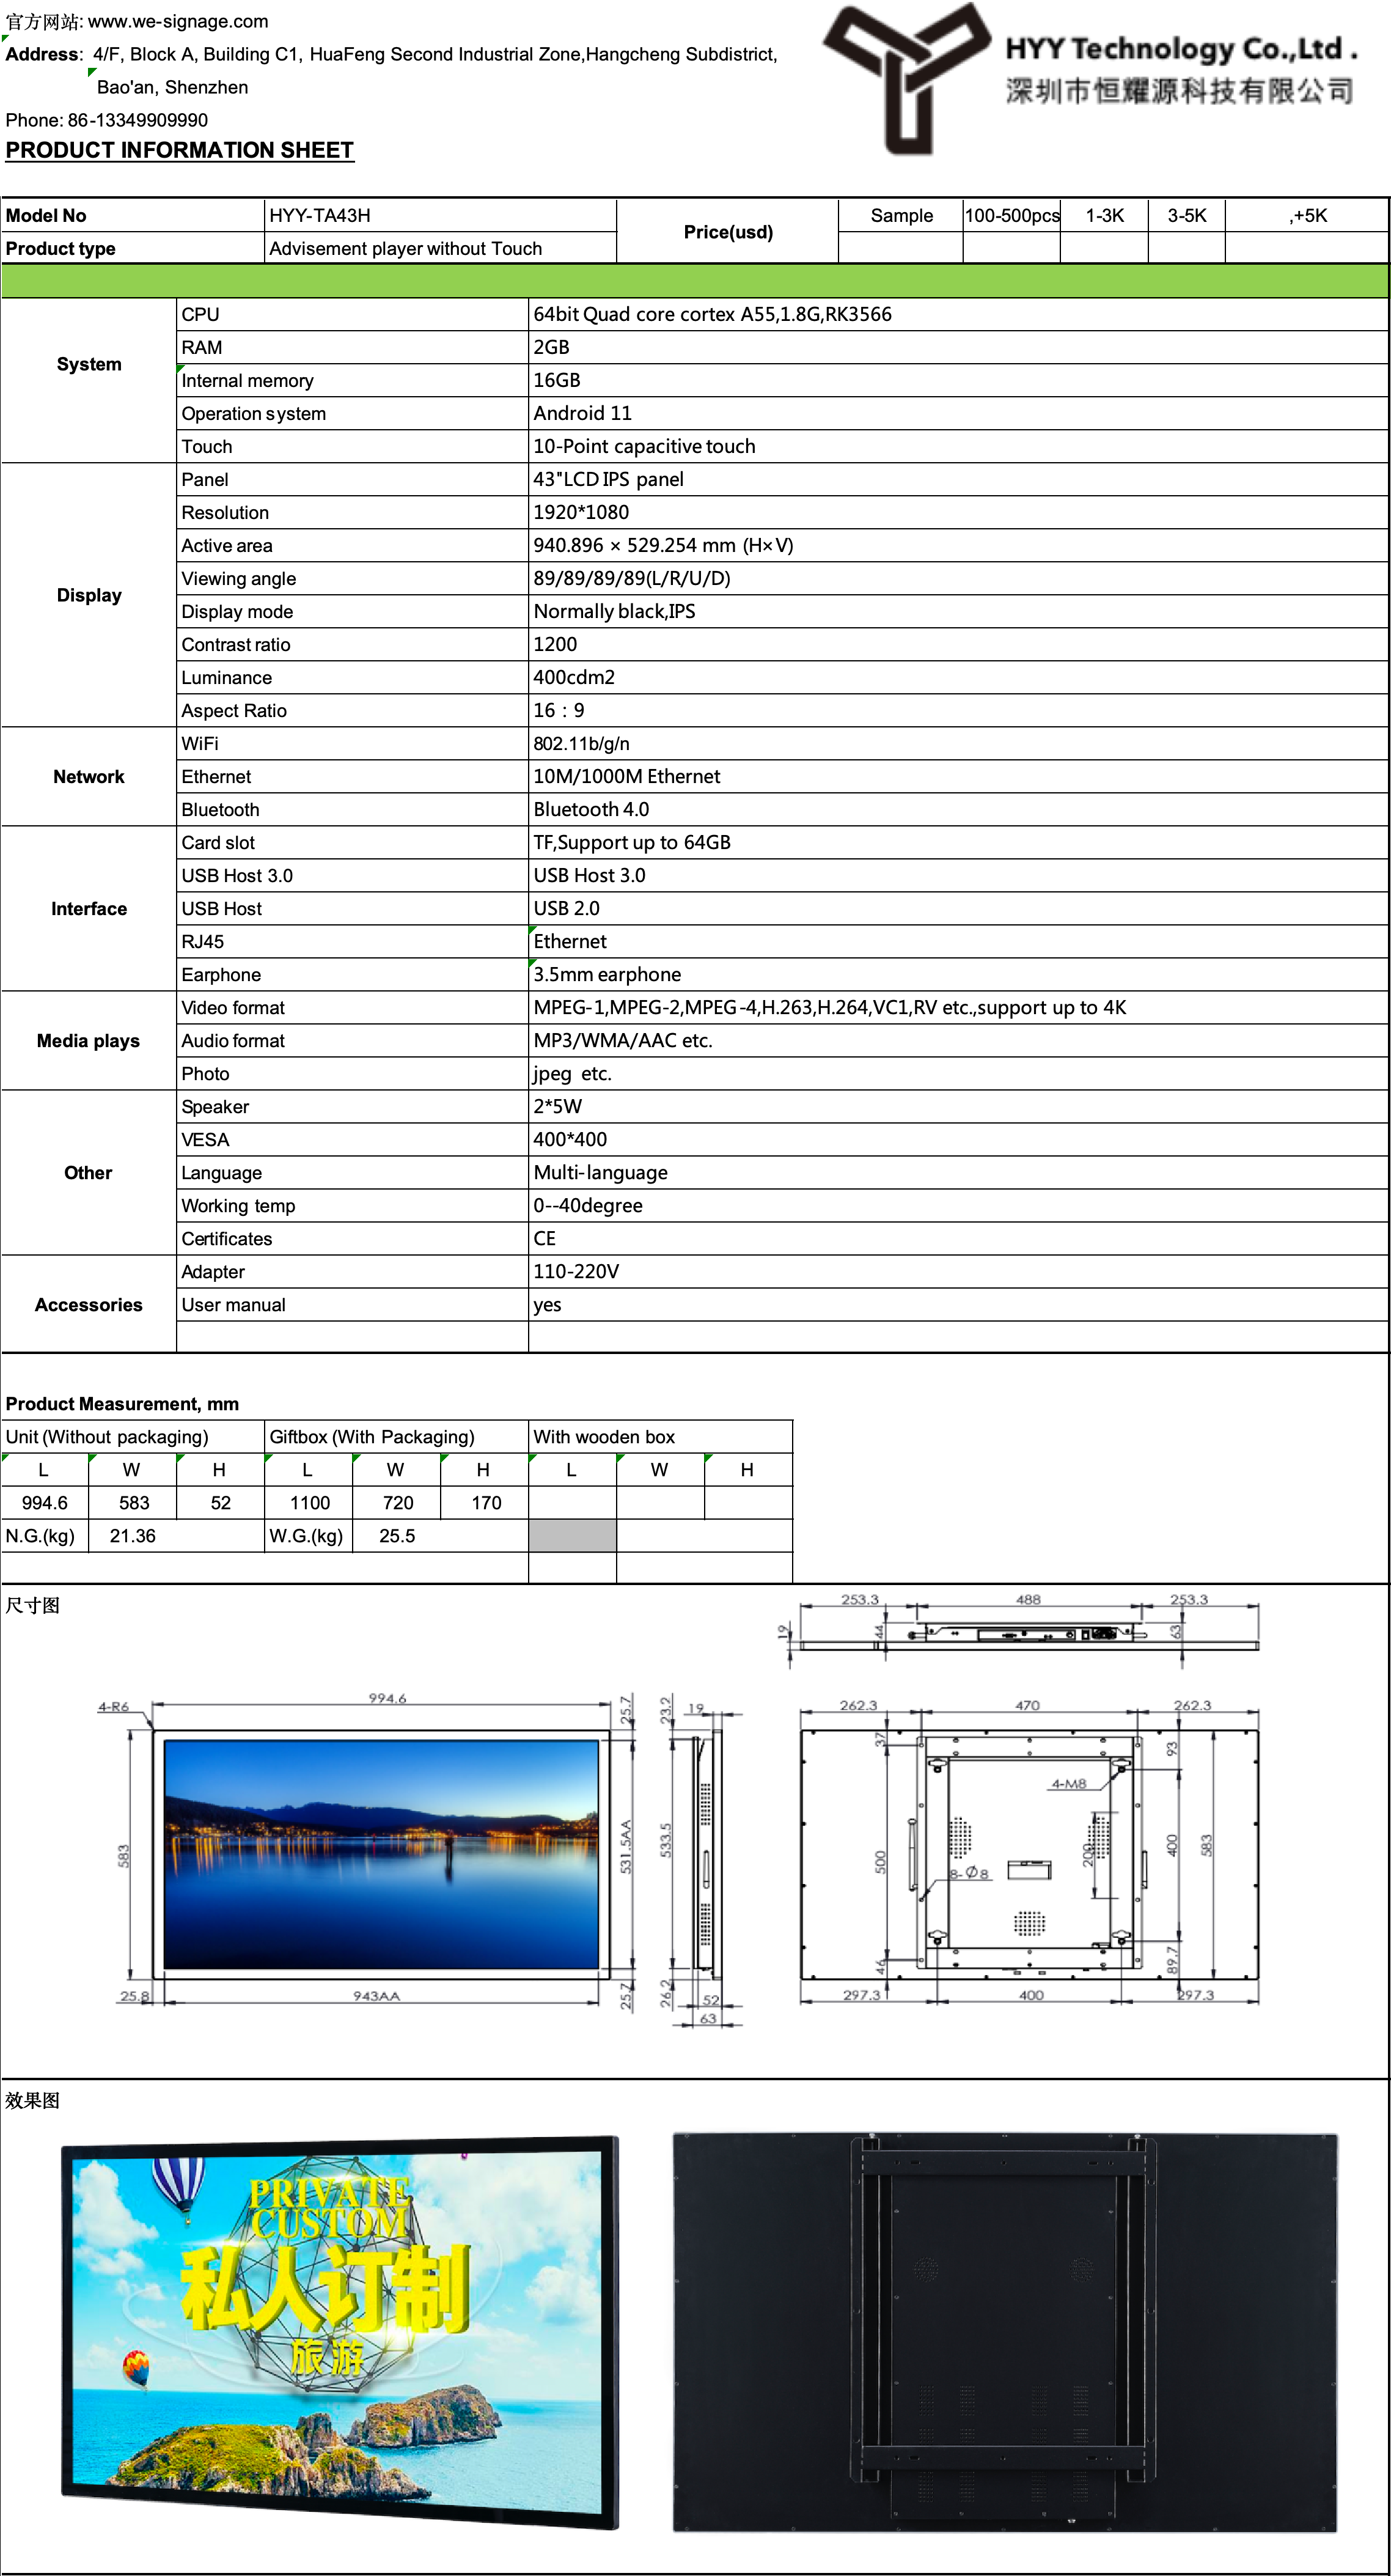 官方网站: www.we-signage.com
Address:  4/F, Block A, Building C1, HuaFeng Second Industrial Zone,Hangcheng Subdistrict,
Bao'an, Shenzhen
Phone: 86-13349909990
PRODUCT INFORMATION SHEET
HYY Technology Co.,Ltd .
深圳市恒耀源科技有限公司
Model No HYY-TA43H Price(usd) Sample 100-500pcs 1-3K 3-5K ,+5K
Product type Advisement player without Touch
System
CPU 64bit Quad core cortex A55,1.8G,RK3566
RAM 2GB
Internal memory 16GB
Operation system Android 11
Touch 10-Point capacitive touch
Display
Panel 43"LCD IPS panel
Resolution 1920*1080
Active area 940.896 × 529.254 mm (H×V)
Viewing angle 89/89/89/89(L/R/U/D)
Display mode Normally black,IPS
Contrast ratio 1200
Luminance 400cdm2
Aspect Ratio 16：9
Network
WiFi 802.11b/g/n
Ethernet 10M/1000M Ethernet
Bluetooth Bluetooth 4.0
Interface
Card slot TF,Support up to 64GB
USB Host 3.0 USB Host 3.0
USB Host USB 2.0
RJ45 Ethernet
Earphone 3.5mm earphone
Media plays
Video format MPEG-1,MPEG-2,MPEG-4,H.263,H.264,VC1,RV etc.,support up to 4K
Audio format MP3/WMA/AAC etc.
Photo jpeg  etc.
Other
Speaker 2*5W
VESA 400*400
Language Multi-language
Working temp 0--40degree
Certificates CE
Accessories
Adapter 110-220V
User manual yes
Product Measurement, mm
Unit (Without packaging) Giftbox (With Packaging) With wooden box
L W H L W H L W H
994.6 583 52 1100 720 170
N.G.(kg) 21.36 W.G.(kg) 25.5
尺寸图
253.3 488 253.3
19 44 63
4-R6 994.6 25.7
583 531.5AA
25.8 943AA 25.7
23.2 19
533.5
26.2 52
63
262.3 470 262.3
37 93
4-M8
500 200 400 583
8-Ø8
46 89.7
297.3 400 297.3
效果图
PRIVATE
CUSTOM
私人订制
旅游